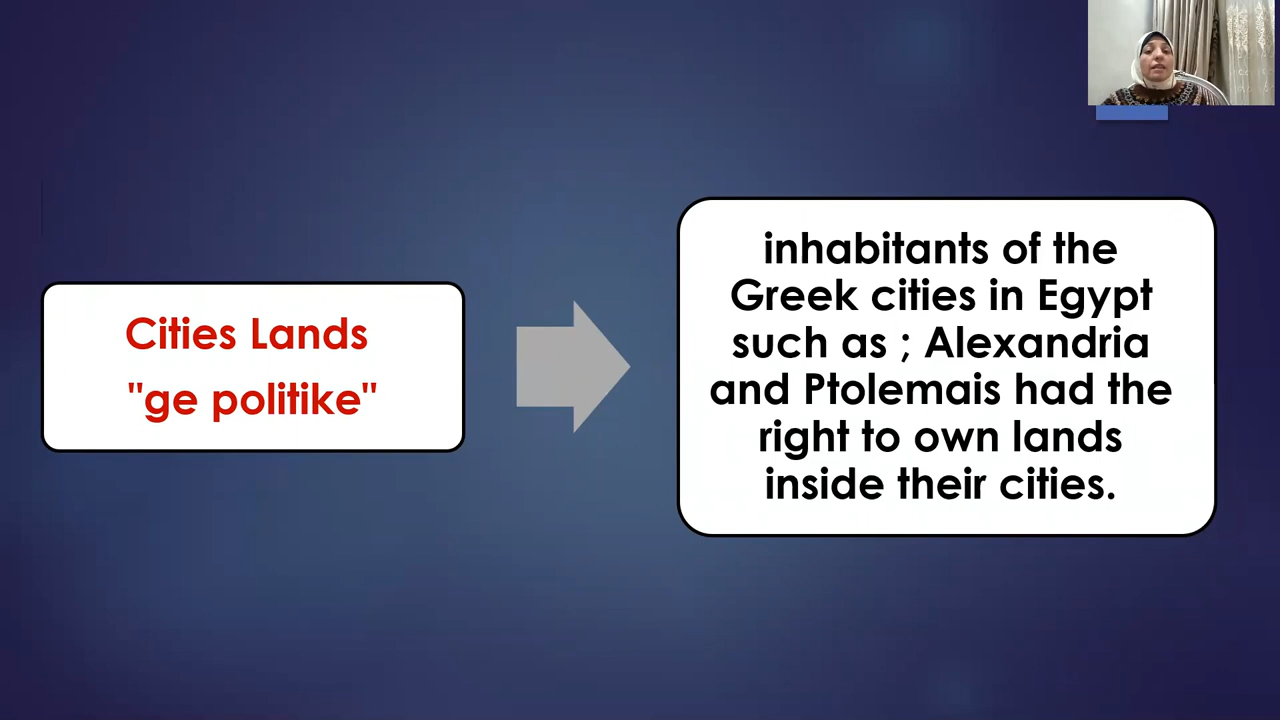 Cities Lands
"ge politike"
inhabitants of the
Greek cities in Egypt
such as ; Alexandria
and Ptolemais had the
right to own lands
inside their cities.